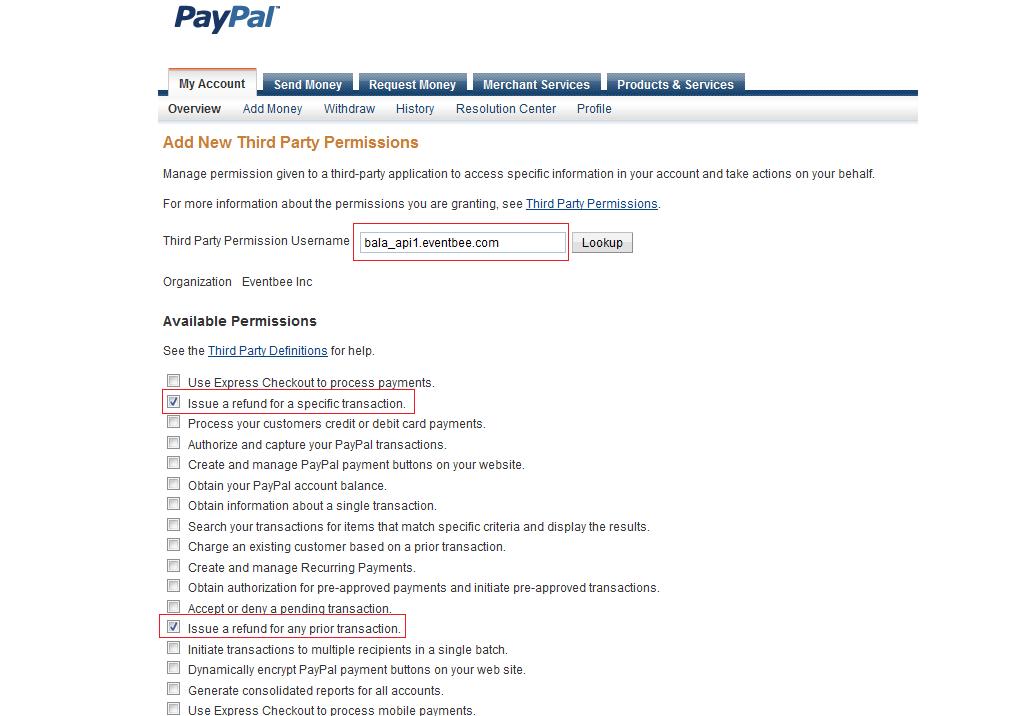 PayPal™
My Account Send Money Request Money Merchant Services Products & Services
Overview Add Money Withdraw History Resolution Center Profile
Add New Third Party Permissions
Manage permission given to a third-party application to access specific information in your account and take actions on your behalf.
For more information about the permissions you are granting, see Third Party Permissions.
Third Party Permission Username bala_api1.eventbee.com Lookup
Organization Eventbee Inc
Available Permissions
See the Third Party Definitions for help.
Use Express Checkout to process payments.
Issue a refund for a specific transaction.
Process your customers credit or debit card payments.
Authorize and capture your PayPal transactions.
Create and manage PayPal payment buttons on your website.
Obtain your PayPal account balance.
Obtain information about a single transaction.
Search your transactions for items that match specific criteria and display the results.
Charge an existing customer based on a prior transaction.
Create and manage Recurring Payments.
Obtain authorization for pre-approved payments and initiate pre-approved transactions.
Accept or deny a pending transaction.
Issue a refund for any prior transaction.
Initiate transactions to multiple recipients in a single batch.
Dynamically encrypt PayPal payment buttons on your web site.
Generate consolidated reports for all accounts.
Use Express Checkout to process mobile payments.